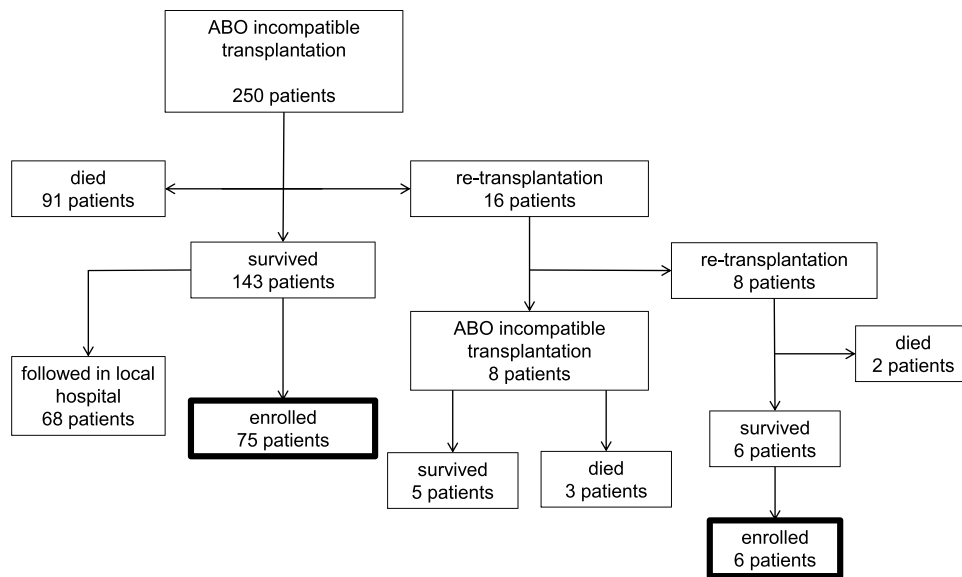 ABO incompatible
transplantation
250 patients
died
91 patients
re-transplantation
16 patients
survived
143 patients
re-transplantation
8 patients
ABO incompatible
transplantation
8 patients
died
2 patients
followed in local
hospital
68 patients
enrolled
75 patients
survived
5 patients
died
3 patients
survived
6 patients
enrolled
6 patients